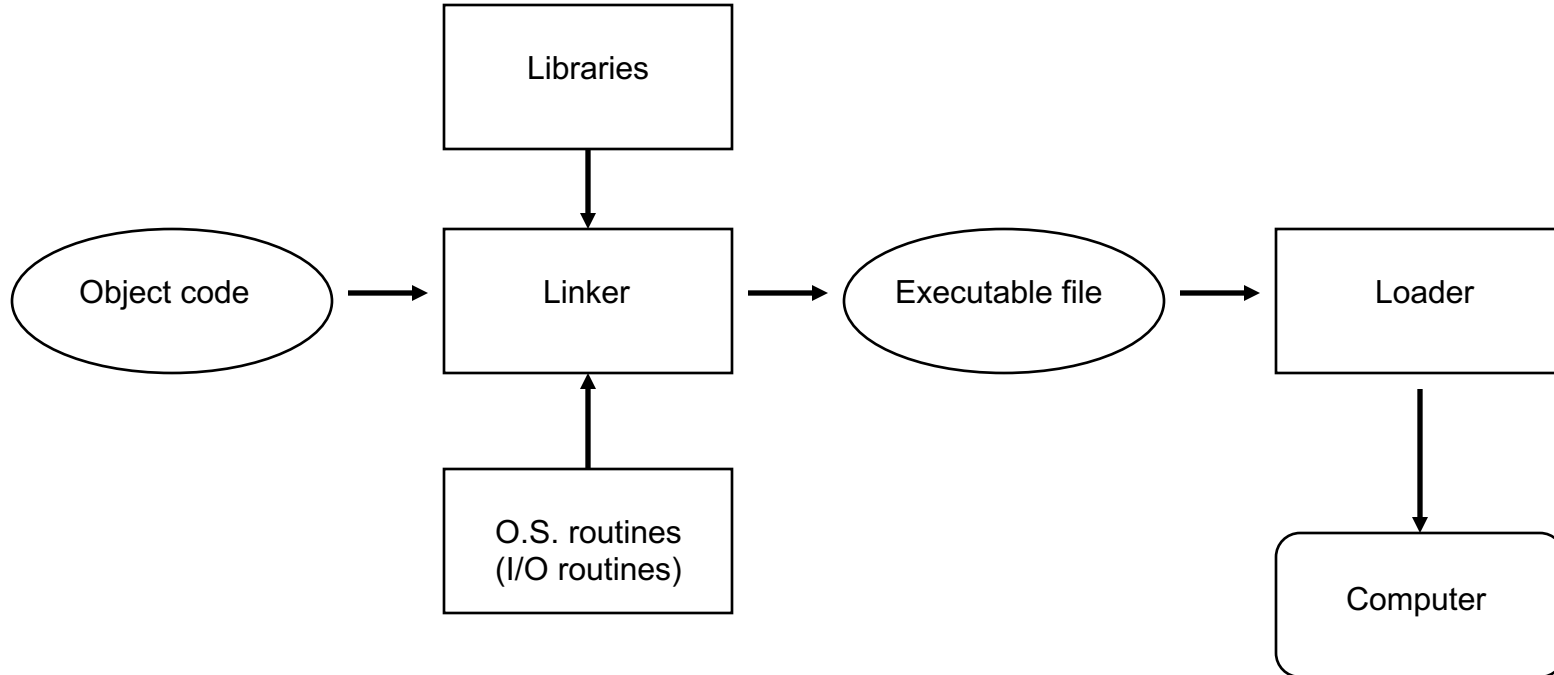 Libraries
Object code
Linker
Executable file
Loader
O.S. routines
(I/O routines)
Computer